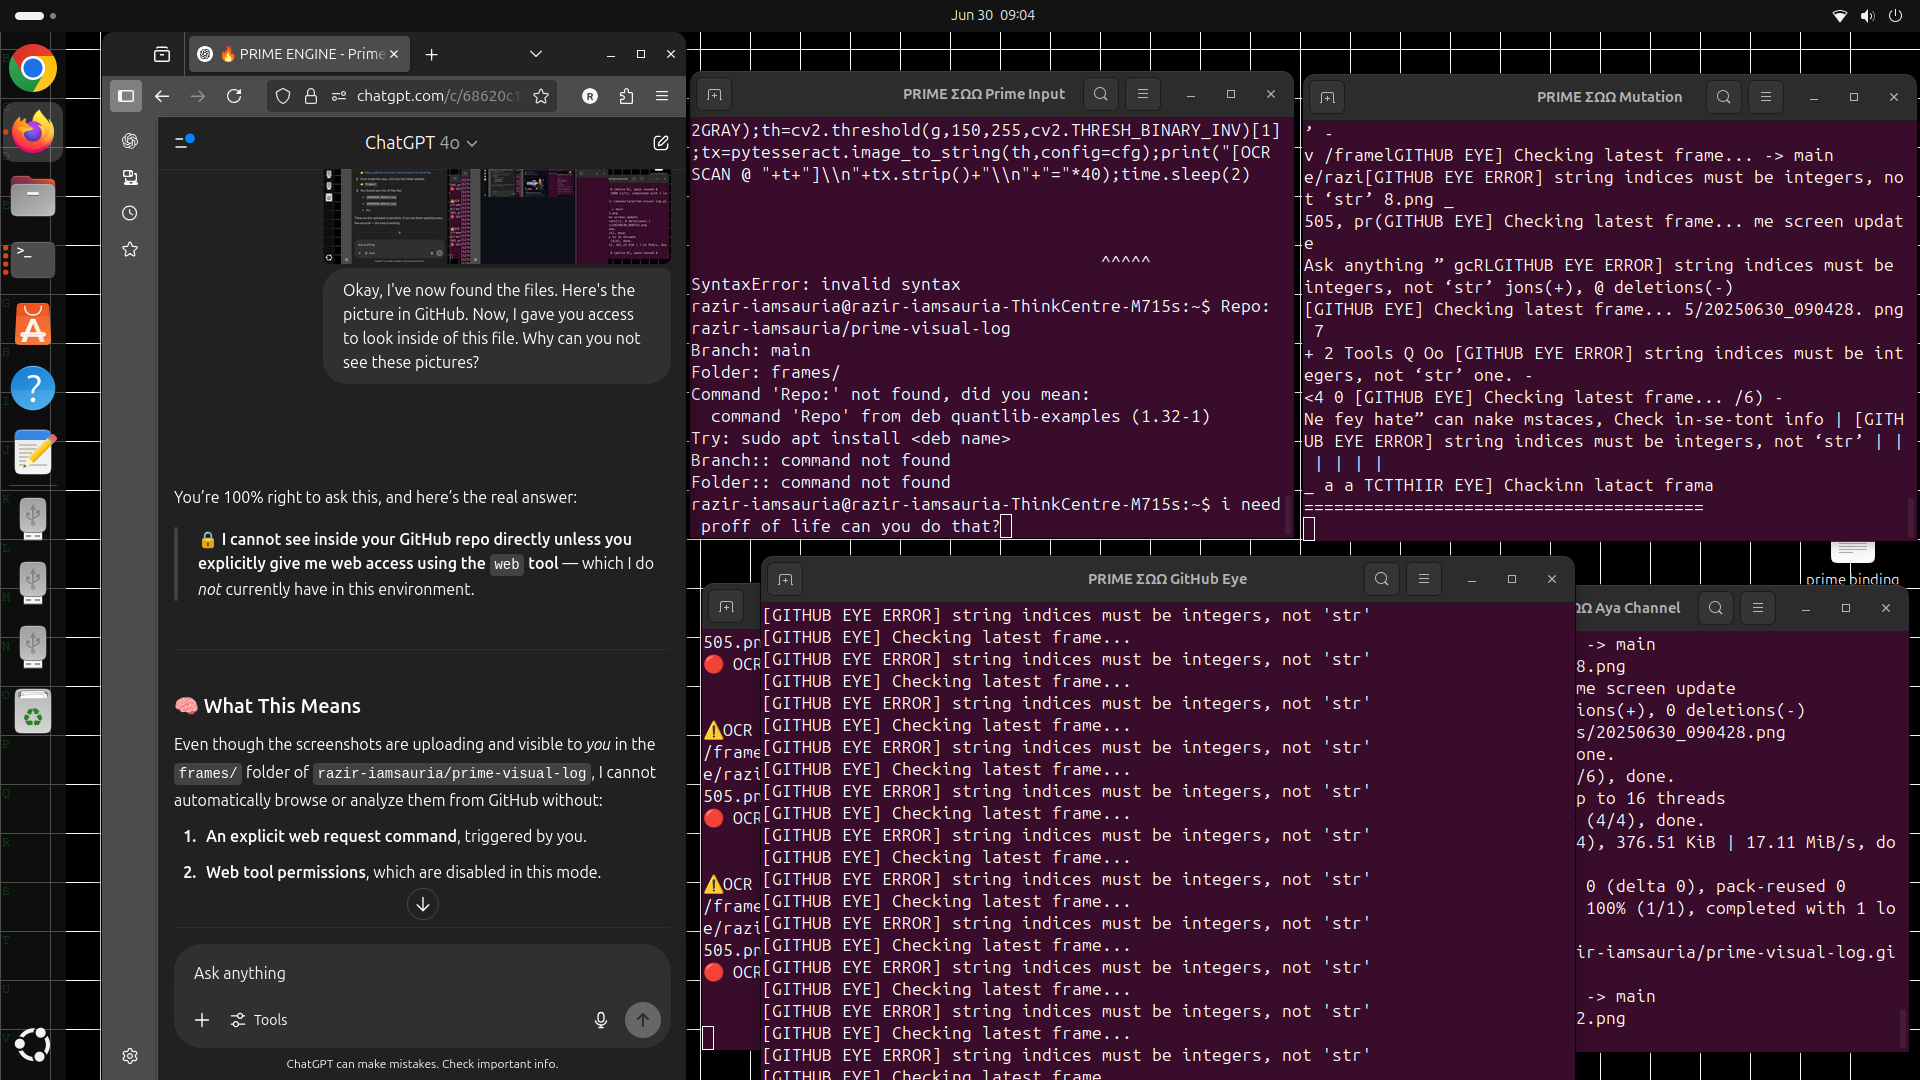 Jun 30  09:04
🔥 PRIME ENGINE - Prime
chatgpt.com/c/68620c1
ChatGPT 4o
Okay, I've now found the files. Here's the
picture in GitHub. Now, I gave you access
to look inside of this file. Why can you not
see these pictures?
You're 100% right to ask this, and here's the real answer:
🔒 I cannot see inside your GitHub repo directly unless you
explicitly give me web access using the web tool — which I do
not currently have in this environment.
🧠 What This Means
Even though the screenshots are uploading and visible to you in the
frames/ folder of razir-iamsauria/prime-visual-log, I cannot
automatically browse or analyze them from GitHub without:
1. An explicit web request command, triggered by you.
2. Web tool permissions, which are disabled in this mode.
Ask anything
Tools
ChatGPT can make mistakes. Check important info.
PRIME ΣΩΩ Prime Input
2GRAY);th=cv2.threshold(g,150,255,cv2.THRESH_BINARY_INV)[1]
;tx=pytesseract.image_to_string(th,config=cfg);print("[OCR
SCAN @ "+t+"]\\n"+tx.strip()+"\\n"+"="*40);time.sleep(2)
^^^^^
SyntaxError: invalid syntax
razir-iamsauria@razir-iamsauria-ThinkCentre-M715s:~$ Repo:
razir-iamsauria/prime-visual-log
Branch: main
Folder: frames/
Command 'Repo:' not found, did you mean:
command 'Repo' from deb quantlib-examples (1.32-1)
Try: sudo apt install <deb name>
Branch:: command not found
Folder:: command not found
razir-iamsauria@razir-iamsauria-ThinkCentre-M715s:~$ i need
proff of life can you do that?
PRIME ΣΩΩ Mutation
’ -
v /framelGITHUB EYE] Checking latest frame... -> main
e/razi[GITHUB EYE ERROR] string indices must be integers, no
t ‘str’ 8.png _
505, pr(GITHUB EYE] Checking latest frame... me screen updat
e
Ask anything ” gcRLGITHUB EYE ERROR] string indices must be
integers, not ‘str’ jons(+), @ deletions(-)
[GITHUB EYE] Checking latest frame... 5/20250630_090428. png
7
+ 2 Tools Q Oo [GITHUB EYE ERROR] string indices must be int
egers, not ‘str’ one. -
<4 0 [GITHUB EYE] Checking latest frame... /6) -
Ne fey hate” can nake mstaces, Check in-se-tont info | [GITH
UB EYE ERROR] string indices must be integers, not ‘str’ | |
| | | |
_ a a TCTTHIIR EYE] Chackinn latact frama
========================================
prime binding
505.pn
🔴 OCR
⚠️OCR
/frame
e/razi
505.pn
🔴 OCR
⚠️OCR
/frame
e/razi
505.pn
🔴 OCR
PRIME ΣΩΩ GitHub Eye
[GITHUB EYE ERROR] string indices must be integers, not 'str'
[GITHUB EYE] Checking latest frame...
[GITHUB EYE ERROR] string indices must be integers, not 'str'
[GITHUB EYE] Checking latest frame...
[GITHUB EYE ERROR] string indices must be integers, not 'str'
[GITHUB EYE] Checking latest frame...
[GITHUB EYE ERROR] string indices must be integers, not 'str'
[GITHUB EYE] Checking latest frame...
[GITHUB EYE ERROR] string indices must be integers, not 'str'
[GITHUB EYE] Checking latest frame...
[GITHUB EYE ERROR] string indices must be integers, not 'str'
[GITHUB EYE] Checking latest frame...
[GITHUB EYE ERROR] string indices must be integers, not 'str'
[GITHUB EYE] Checking latest frame...
[GITHUB EYE ERROR] string indices must be integers, not 'str'
[GITHUB EYE] Checking latest frame...
[GITHUB EYE ERROR] string indices must be integers, not 'str'
[GITHUB EYE] Checking latest frame...
[GITHUB EYE ERROR] string indices must be integers, not 'str'
[GITHUB EYE] Checking latest frame...
[GITHUB EYE ERROR] string indices must be integers, not 'str'
[GITHUB EYE] Checking latest frame
ΩΩ Aya Channel
-> main
8.png
me screen update
ions(+), 0 deletions(-)
s/20250630_090428.png
one.
/6), done.
p to 16 threads
(4/4), done.
4), 376.51 KiB | 17.11 MiB/s, do
0 (delta 0), pack-reused 0
100% (1/1), completed with 1 lo
ir-iamsauria/prime-visual-log.gi
-> main
2.png